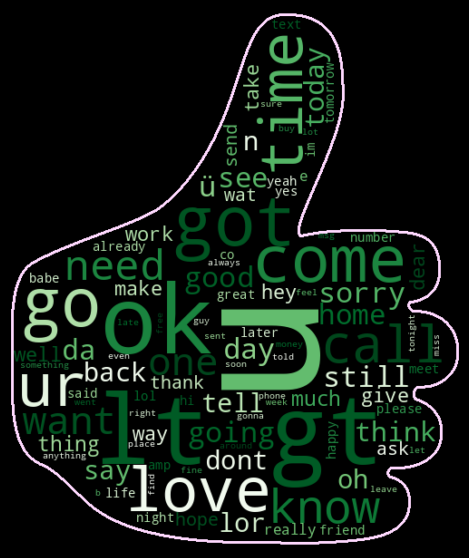 text
time
take
today
tomorrow
sure
buy
lot
n
send
im
see
yeah
e
ü
wat
yes
got
work
number
already
co
come
dear
need
always
good
babe
make
great
hey
feel
sorry
go
ok
u
home
late
free
guy
later
tonight
call
miss
well
da
one
sent
day
money
something
even
back
soon
told
still
meet
ur
said
thank
phone
went
lol
hi
tell
week
much
give
want
right
gonna
please
lt
gt
thing
place
way
going
happy
think
anything
around
dont
ask
let
say
amp
fine
oh
b
life
find
love
know
leave
night
hope
lor
really
friend